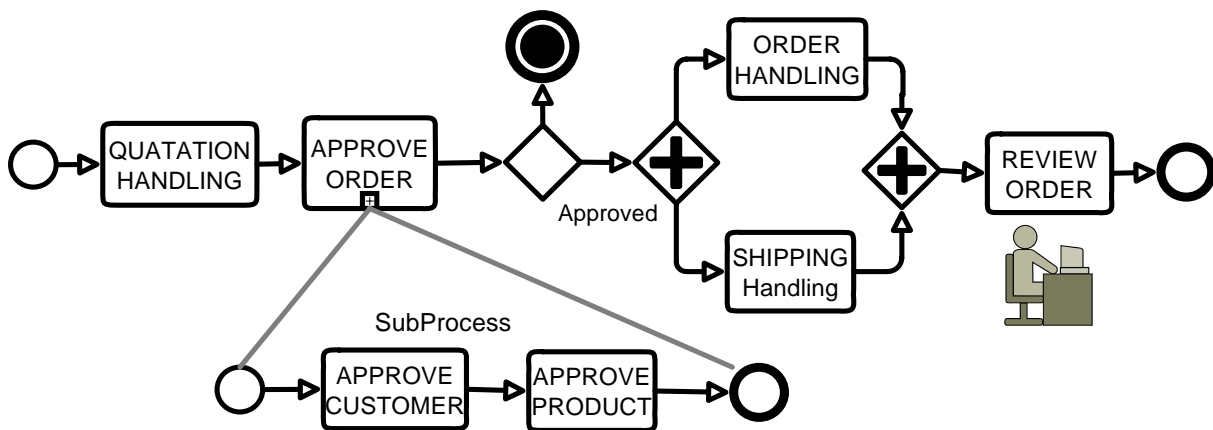 QUATATION
HANDLING
APPROVE
ORDER
Approved
ORDER
HANDLING
SHIPPING
Handling
REVIEW
ORDER
SubProcess
APPROVE
CUSTOMER
APPROVE
PRODUCT